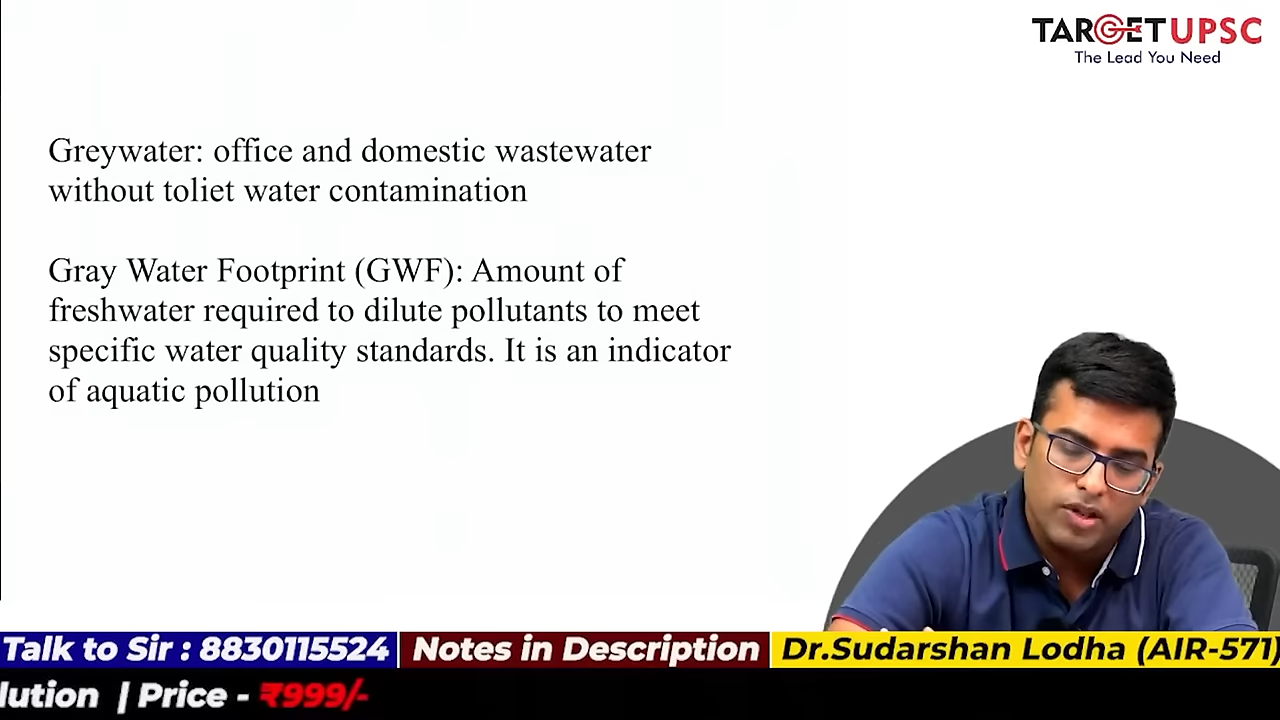 TARGET UPSC
The Lead You Need
Greywater: office and domestic wastewater
without toliet water contamination
Gray Water Footprint (GWF): Amount of
freshwater required to dilute pollutants to meet
specific water quality standards. It is an indicator
of aquatic pollution
Talk to Sir : 8830115524 Notes in Description Dr.Sudarshan Lodha (AIR-571)
lution | Price - ₹999/-